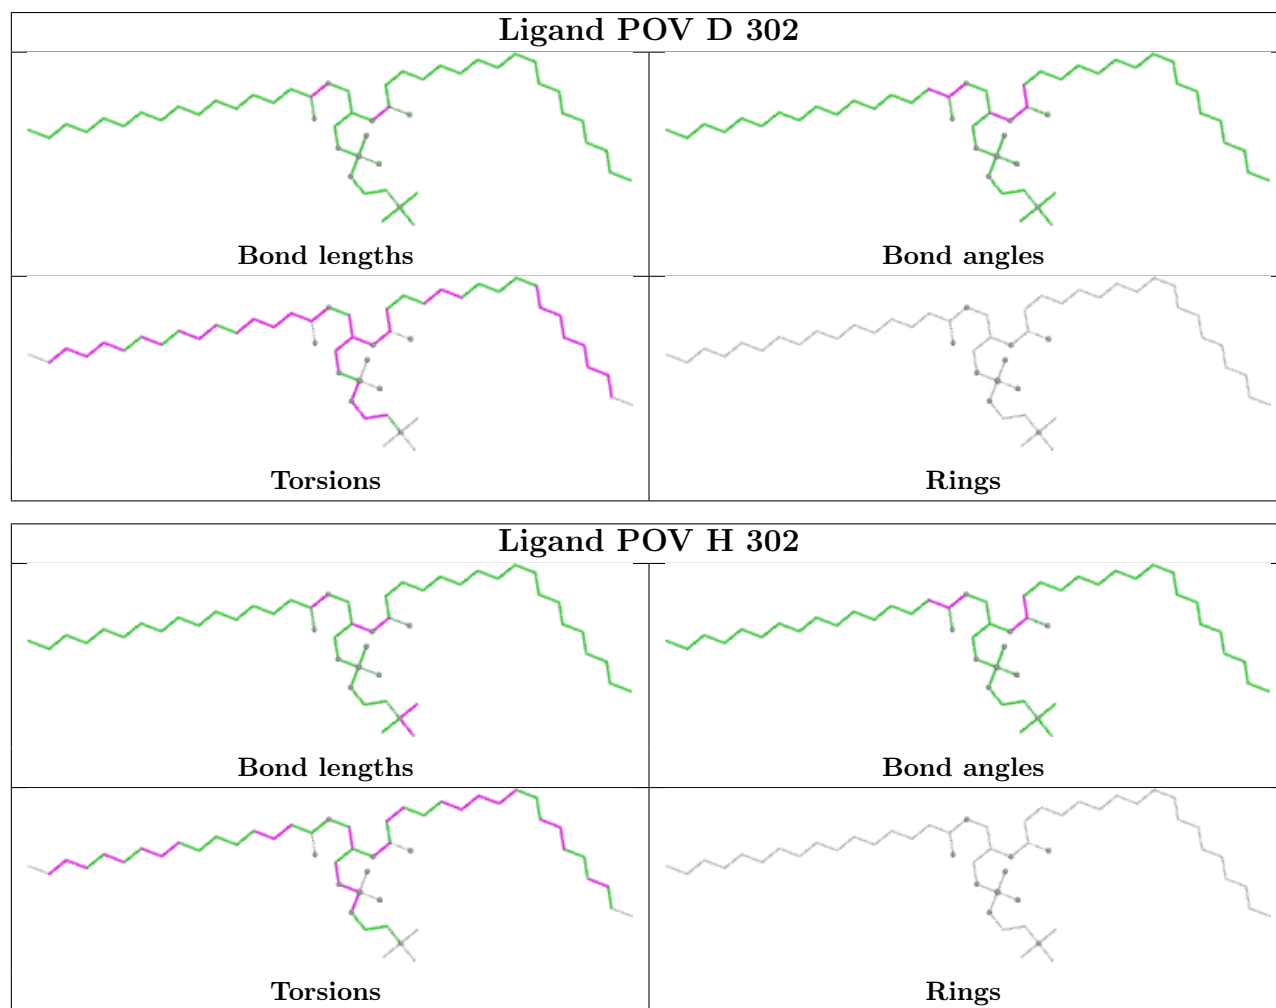 Ligand POV D 302
Bond lengths
Bond angles
Torsions
Rings
Ligand POV H 302
Bond lengths
Bond angles
Torsions
Rings